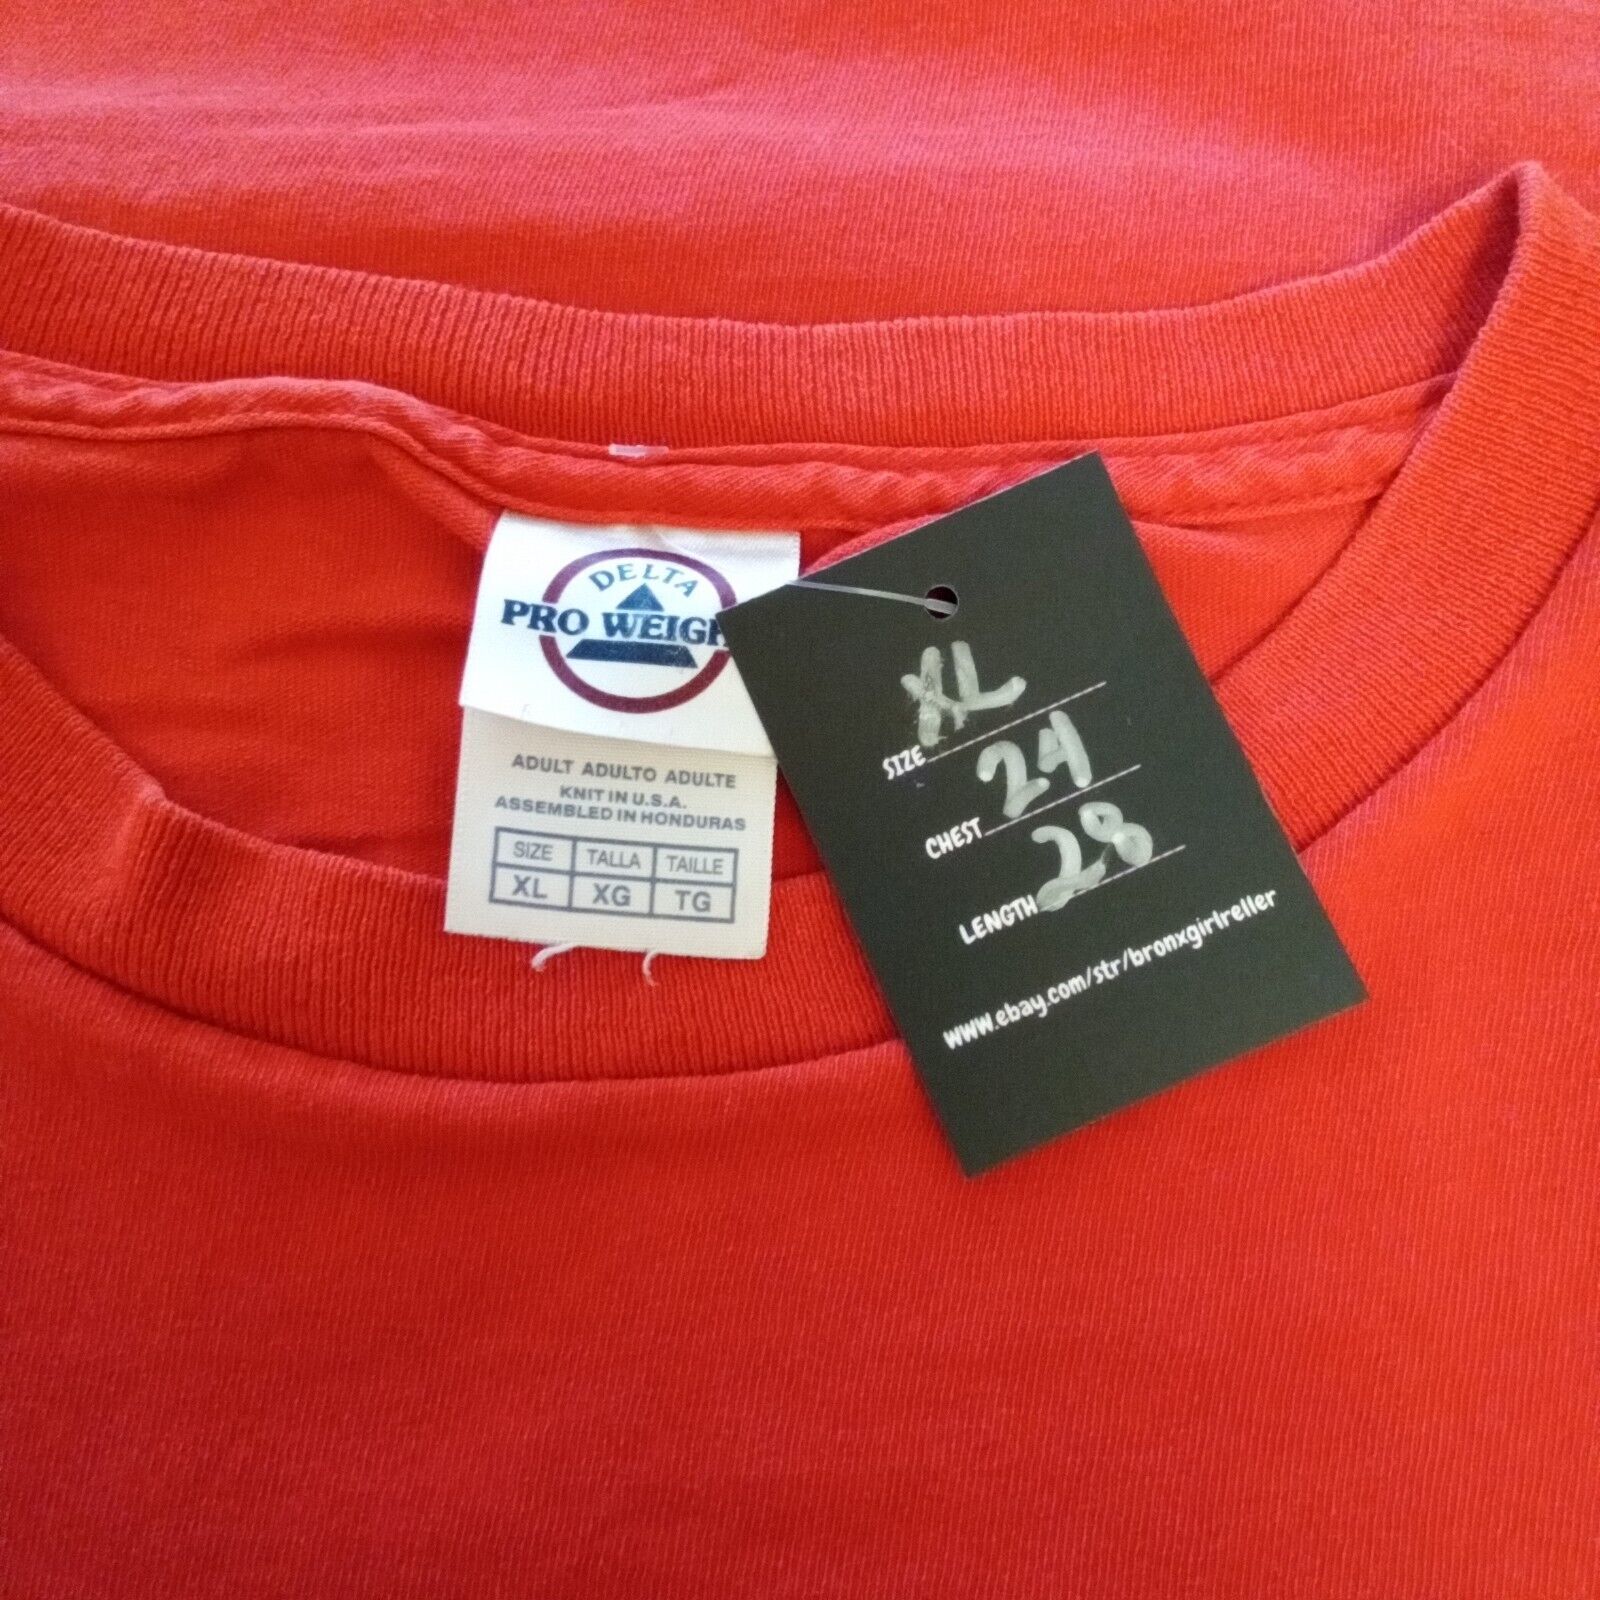 DELTA
PRO WEIGH
ADULT ADULTO ADULTE
KNIT IN U.S.A.
ASSEMBLED IN HONDURAS
SIZE TALLA TAILLE
XL XG TG
SIZE XL
CHEST 24
LENGTH 28
www.ebay.com/str/bronxgirlreller